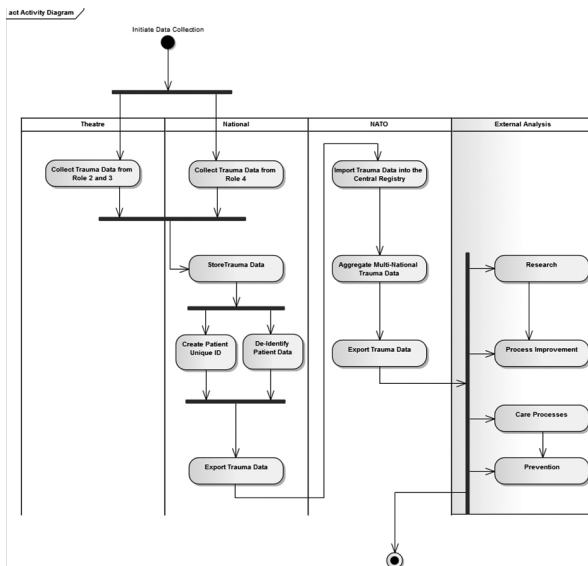 act Activity Diagram
Initiate Data Collection
Theatre
National
NATO
External Analysis
Collect Trauma Data from
Role 2 and 3
Collect Trauma Data from
Role 4
Import Trauma Data into the
Central Registry
StoreTrauma Data
Aggregate Multi-National
Trauma Data
Research
Create Patient
Unique ID
De-Identify
Patient Data
Export Trauma Data
Process Improvement
Care Processes
Export Trauma Data
Prevention